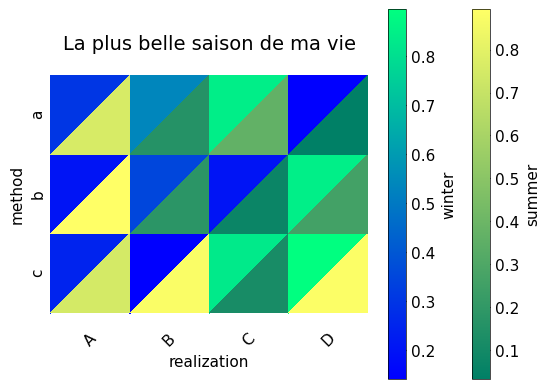 La plus belle saison de ma vie
a
b
c
method
A
B
C
D
realization
0.8
0.7
0.6
0.5
0.4
0.3
0.2
winter
0.8
0.7
0.6
0.5
0.4
0.3
0.2
0.1
summer